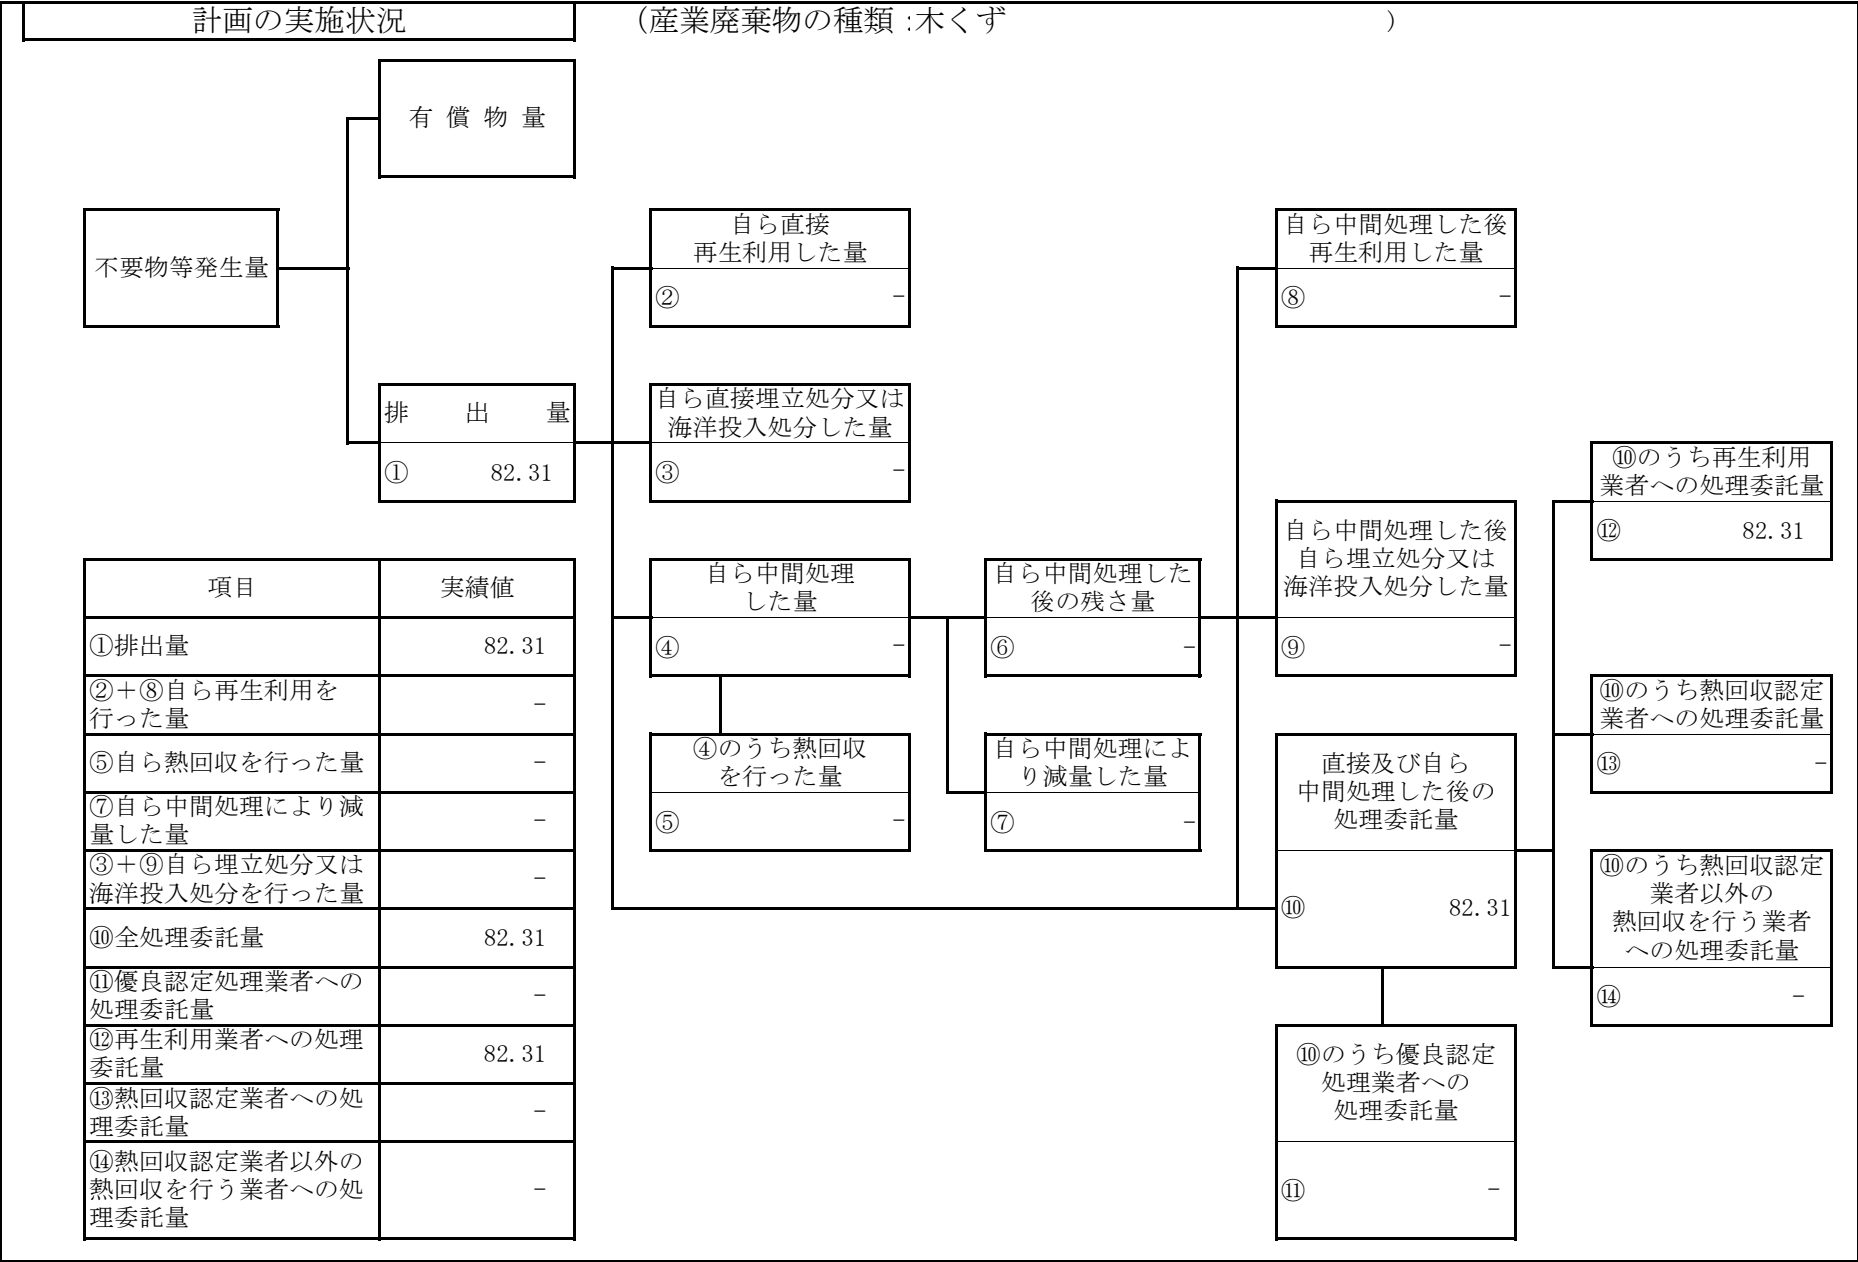 計画の実施状況
（産業廃棄物の種類：木くず　　　）
有償物量
不要物等発生量
自ら直接
再生利用した量
② －
自ら中間処理した後
再生利用した量
⑧ －
排出量
① 82.31
自ら直接埋立処分又は
海洋投入処分した量
③ －
⑩のうち再生利用
業者への処理委託量
⑫ 82.31
自ら中間処理
した量
④ －
自ら中間処理した
後の残さ量
⑥ －
自ら中間処理した後
自ら埋立処分又は
海洋投入処分した量
⑨ －
⑩のうち熱回収認定
業者への処理委託量
⑬ －
④のうち熱回収
を行った量
⑤ －
自ら中間処理によ
り減量した量
⑦ －
直接及び自ら
中間処理した後の
処理委託量
⑩ 82.31
⑩のうち熱回収認定
業者以外の
熱回収を行う業者
への処理委託量
⑭ －
⑩のうち優良認定
処理業者への
処理委託量
⑪ －
項目 実績値
①排出量 82.31
②＋⑧自ら再生利用を
行った量 －
⑤自ら熱回収を行った量 －
⑦自ら中間処理により減
量した量 －
③＋⑨自ら埋立処分又は
海洋投入処分を行った量 －
⑩全処理委託量 82.31
⑪優良認定処理業者への
処理委託量 －
⑫再生利用業者への処理
委託量 82.31
⑬熱回収認定業者への処
理委託量 －
⑭熱回収認定業者以外の
熱回収を行う業者への処
理委託量 －